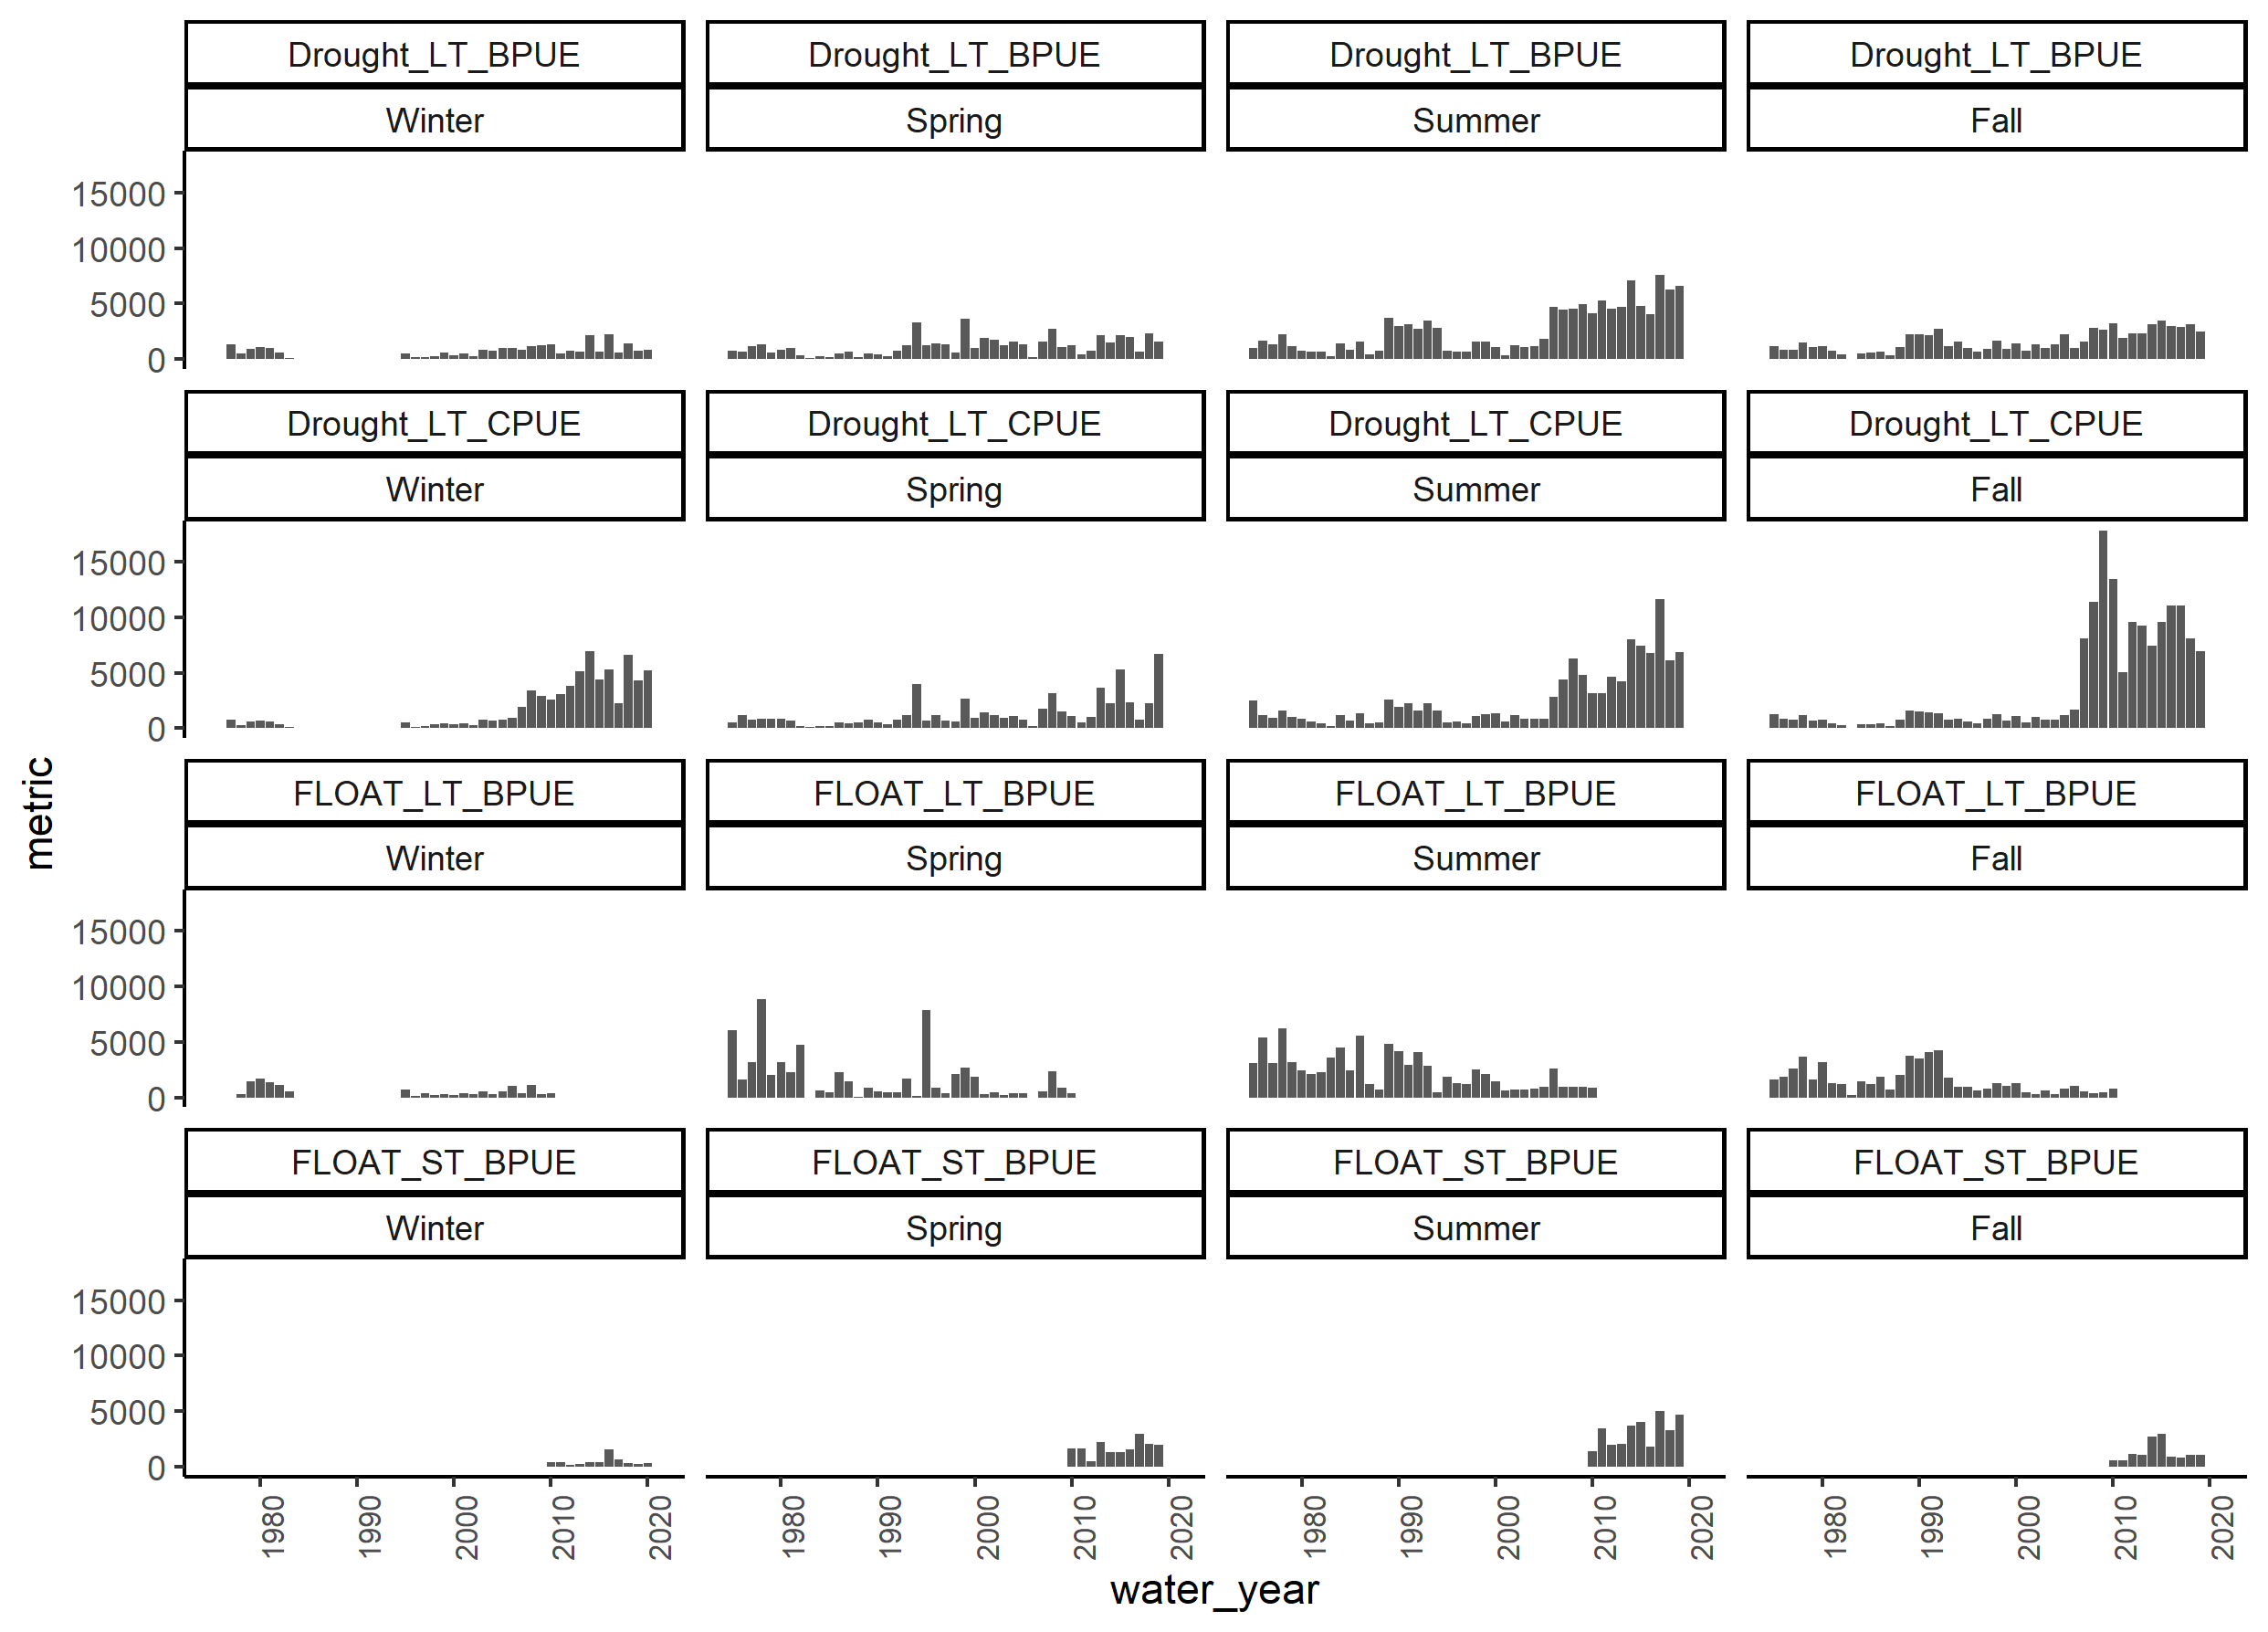 Drought_LT_BPUE Drought_LT_BPUE Drought_LT_BPUE Drought_LT_BPUE
Winter Spring Summer Fall
15000
10000
5000
0
Drought_LT_CPUE Drought_LT_CPUE Drought_LT_CPUE Drought_LT_CPUE
Winter Spring Summer Fall
15000
10000
5000
0
metric
FLOAT_LT_BPUE FLOAT_LT_BPUE FLOAT_LT_BPUE FLOAT_LT_BPUE
Winter Spring Summer Fall
15000
10000
5000
0
FLOAT_ST_BPUE FLOAT_ST_BPUE FLOAT_ST_BPUE FLOAT_ST_BPUE
Winter Spring Summer Fall
15000
10000
5000
0
1980 1990 2000 2010 2020 1980 1990 2000 2010 2020 1980 1990 2000 2010 2020 1980 1990 2000 2010 2020
water_year